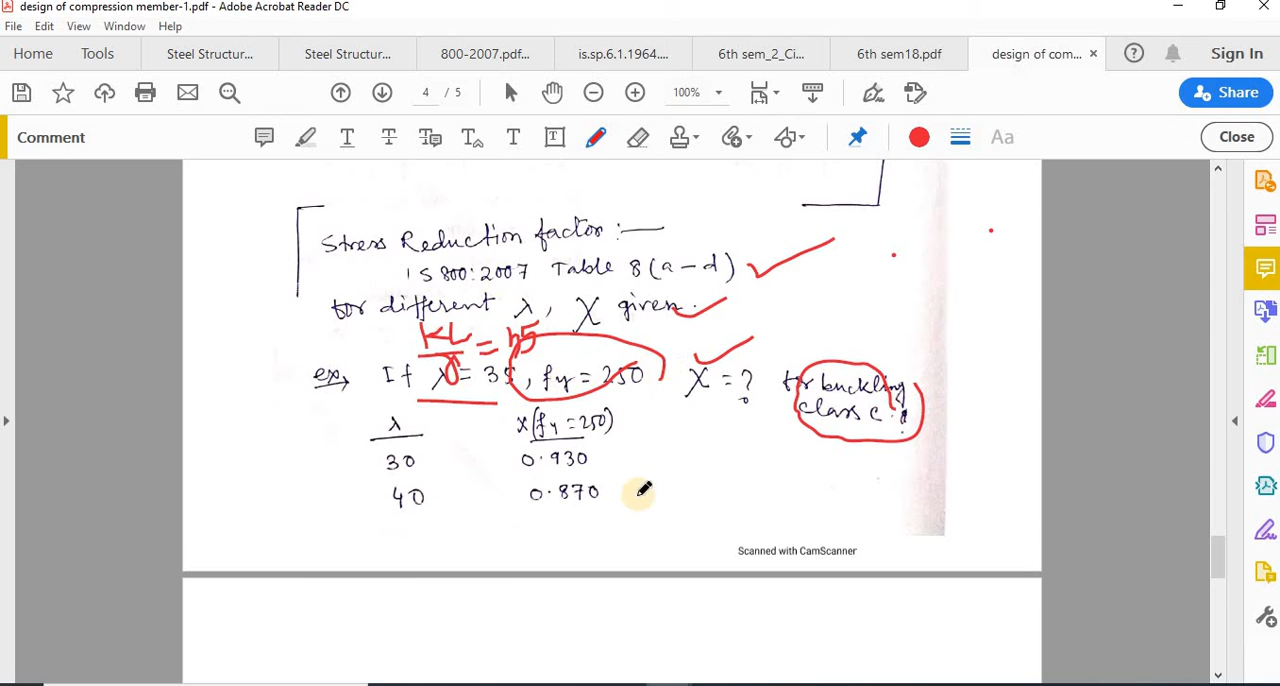 design of compression member-1.pdf - Adobe Acrobat Reader DC
File Edit View Window Help
Home Tools Steel Structur... Steel Structur... 800-2007.pdf... is.sp.6.1.1964.... 6th sem_2_Ci... 6th sem18.pdf design of com... Sign In
4 / 5 100% Share
Comment Aa Close
Stress Reduction factor :—
IS 800:2007 Table 8 (a-d)
for different λ, X given.
KL
= 35
ex, If λ = 35, fy = 250 X = ? for buckling
class c.
λ X(fy = 250)
30 0.930
40 0.870
Scanned with CamScanner